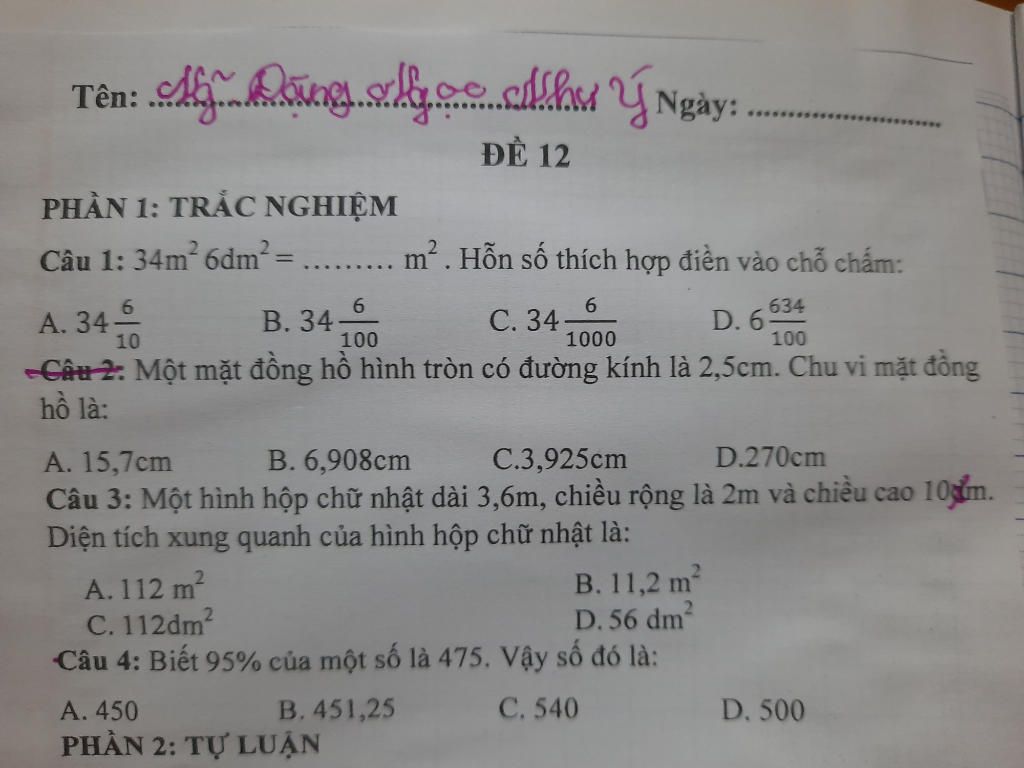 Tên: ........ Đặng Ngọc Như Ý Ngày: ........................
ĐỀ 12
PHẦN 1: TRẮC NGHIỆM
Câu 1: 34m² 6dm² = ......... m² . Hỗn số thích hợp điền vào chỗ chấm:
A. 34 6/10 B. 34 6/100 C. 34 6/1000 D. 6 634/100
Câu 2: Một mặt đồng hồ hình tròn có đường kính là 2,5cm. Chu vi mặt đồng
hồ là:
A. 15,7cm B. 6,908cm C.3,925cm D.270cm
Câu 3: Một hình hộp chữ nhật dài 3,6m, chiều rộng là 2m và chiều cao 10dm.
Diện tích xung quanh của hình hộp chữ nhật là:
A. 112 m² B. 11,2 m²
C. 112dm² D. 56 dm²
Câu 4: Biết 95% của một số là 475. Vậy số đó là:
A. 450 B. 451,25 C. 540 D. 500
PHẦN 2: TỰ LUẬN